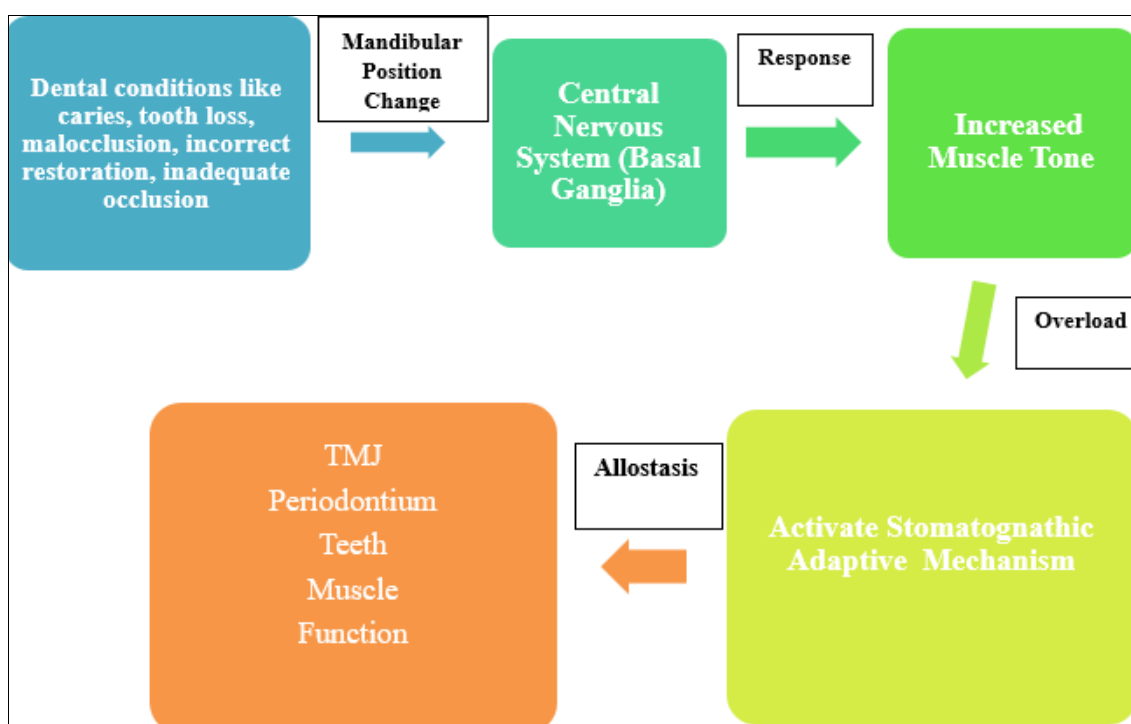 Dental conditions like
caries, tooth loss,
malocclusion, incorrect
restoration, inadequate
occlusion
Mandibular
Position
Change
Central
Nervous
System (Basal
Ganglia)
Response
Increased
Muscle Tone
Overload
Activate Stomatognathic
Adaptive Mechanism
Allostasis
TMJ
Periodontium
Teeth
Muscle
Function